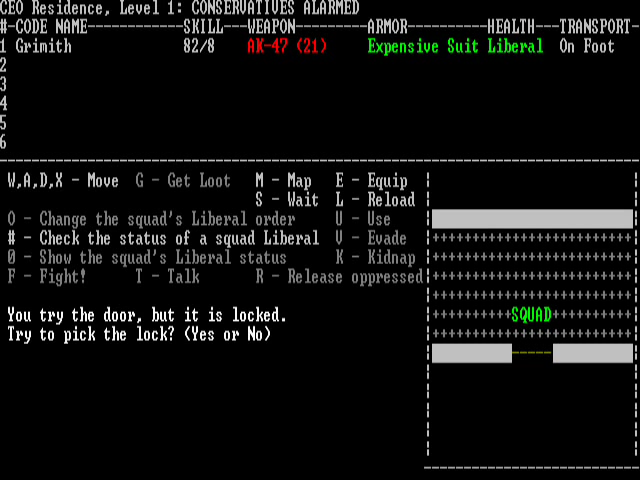 CEO Residence, Level 1: CONSERVATIVES ALARMED
#-CODE NAME------------SKILL---WEAPON---------ARMOR----------HEALTH---TRANSPORT-
1 Grimith              82/8    AK-47 (21)     Expensive Suit Liberal  On Foot
2
3
4
5
6
W,A,D,X - Move  G - Get Loot   M - Map   E - Equip
S - Wait  L - Reload
O - Change the squad's Liberal order     U - Use
# - Check the status of a squad Liberal  V - Evade
0 - Show the squad's Liberal status      K - Kidnap
F - Fight!    T - Talk       R - Release oppressed
You try the door, but it is locked.
SQUAD
Try to pick the lock? (Yes or No)